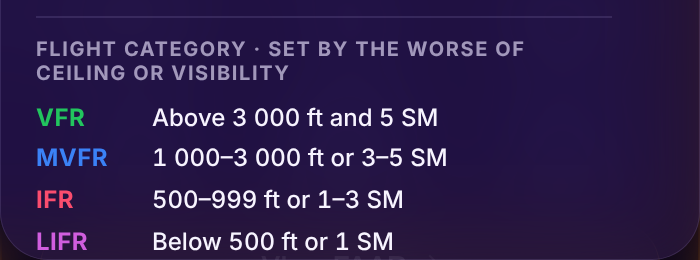 FLIGHT CATEGORY · SET BY THE WORSE OF
CEILING OR VISIBILITY
VFR Above 3 000 ft and 5 SM
MVFR 1 000–3 000 ft or 3–5 SM
IFR 500–999 ft or 1–3 SM
LIFR Below 500 ft or 1 SM